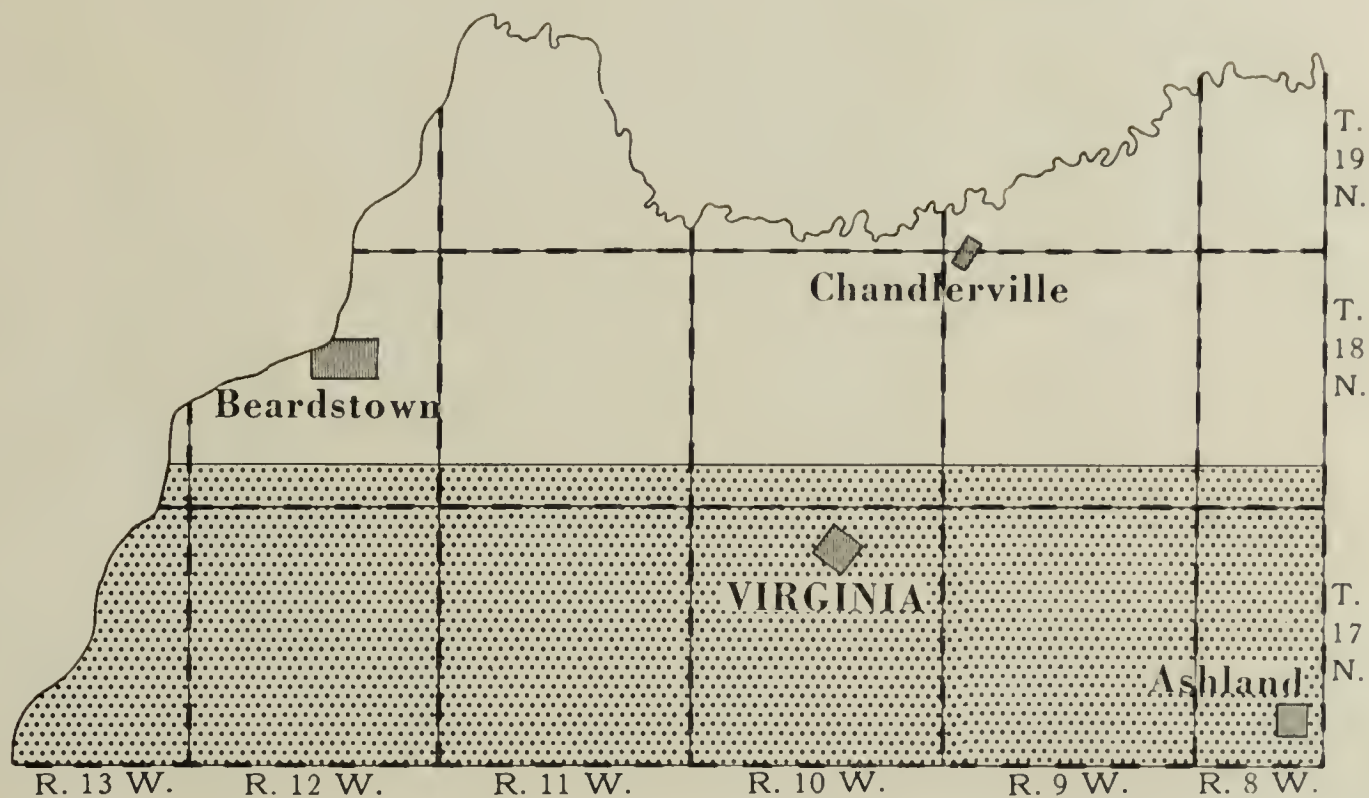 T.
19
N.
Chandlerville
T.
18
N.
Beardstown
VIRGINIA
T.
17
N.
Ashland
R. 13 W.
R. 12 W.
R. 11 W.
R. 10 W.
R. 9 W.
R. 8 W.